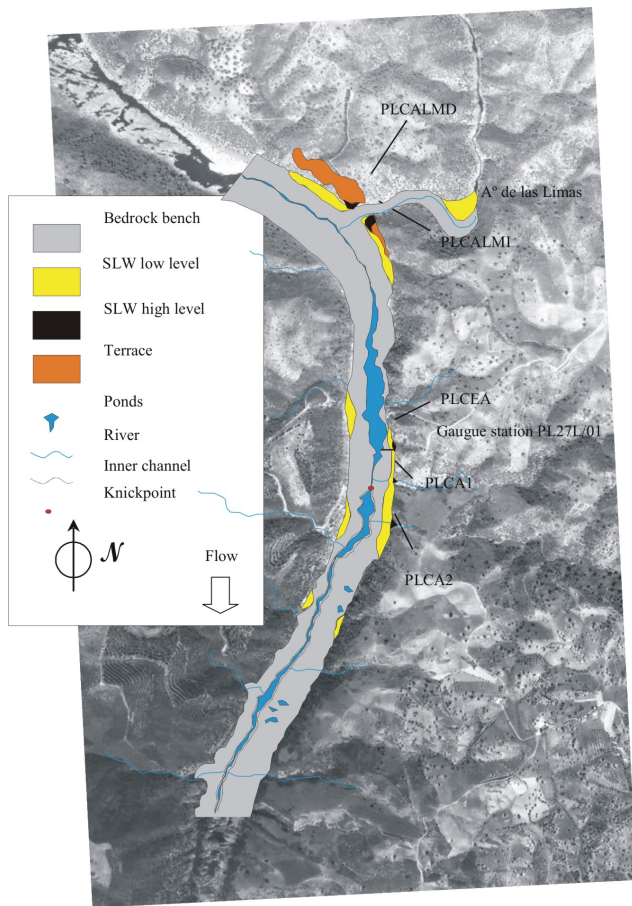 PLCALMD
Aº de las Limas
PLCALMI
Bedrock bench
SLW low level
SLW high level
Terrace
Ponds
River
Inner channel
Knickpoint
N
Flow
PLCEA
Gaugue station PL27L/01
PLCA1
PLCA2